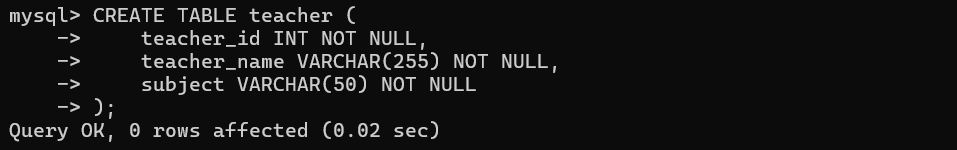 mysql> CREATE TABLE teacher (
    ->     teacher_id INT NOT NULL,
    ->     teacher_name VARCHAR(255) NOT NULL,
    ->     subject VARCHAR(50) NOT NULL
    -> );
Query OK, 0 rows affected (0.02 sec)